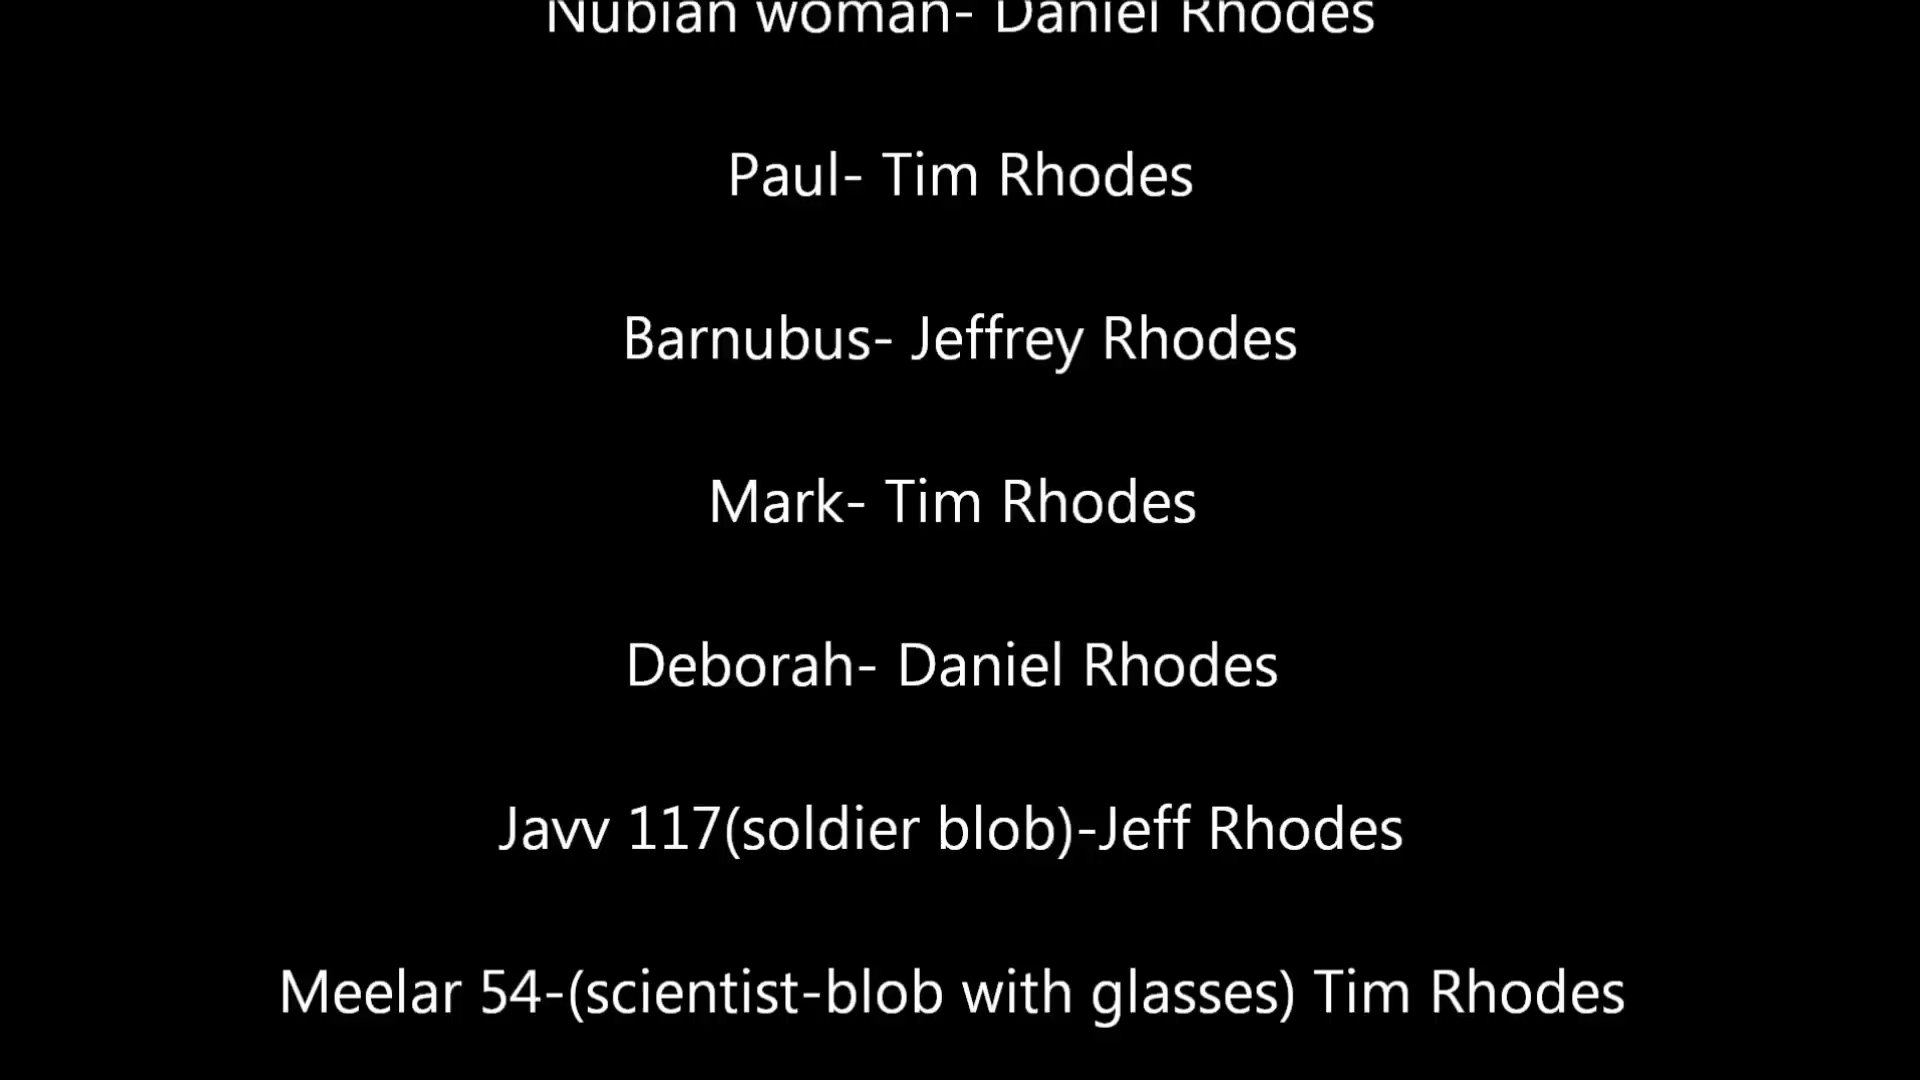 Nubian woman- Daniel Rhodes
Paul- Tim Rhodes
Barnubus- Jeffrey Rhodes
Mark- Tim Rhodes
Deborah- Daniel Rhodes
Javv 117(soldier blob)-Jeff Rhodes
Meelar 54-(scientist-blob with glasses) Tim Rhodes